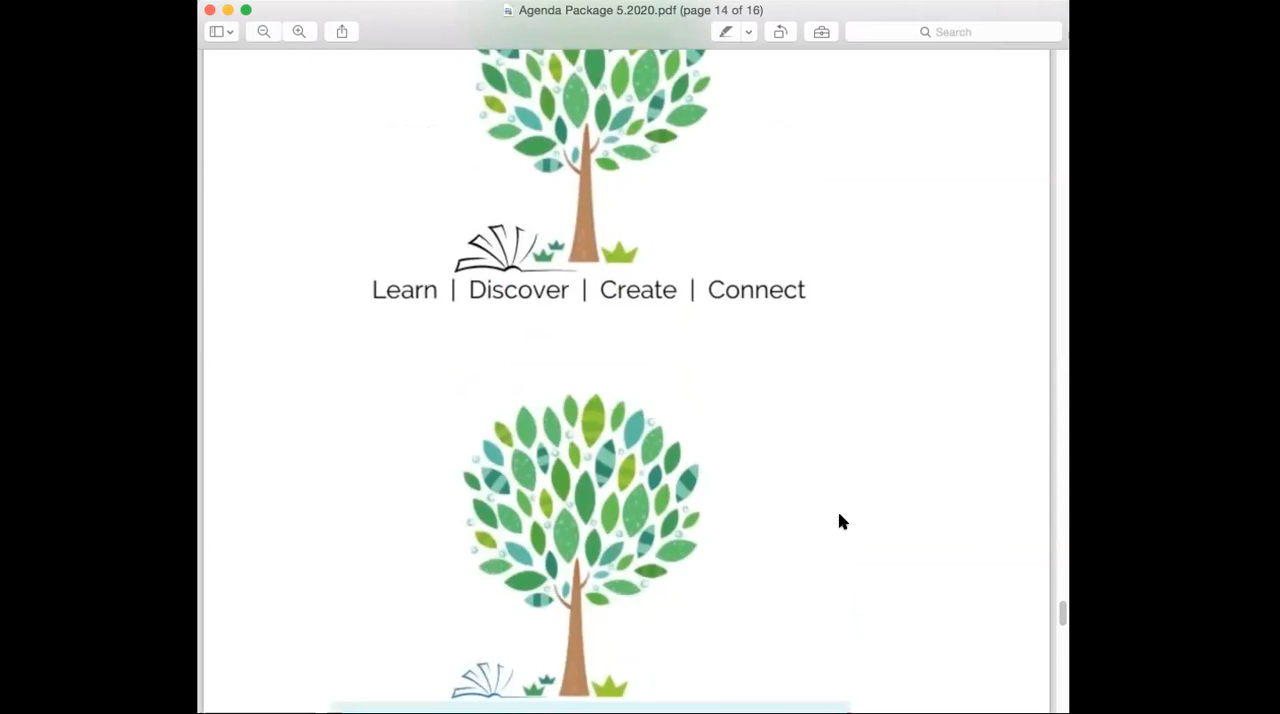 Agenda Package 5.2020.pdf (page 14 of 16)
Search
Learn | Discover | Create | Connect